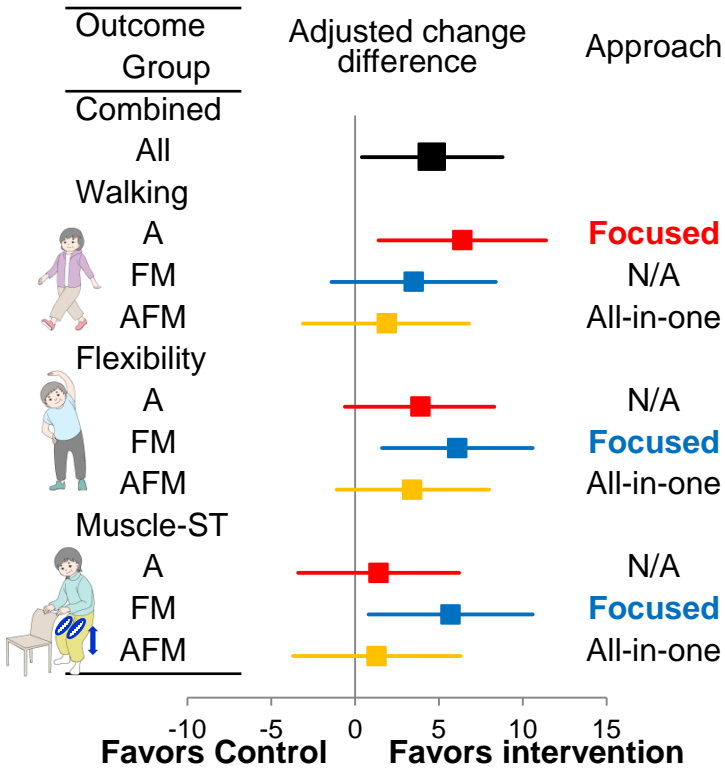 Outcome Adjusted change Approach
Group difference
Combined
All
Walking
A Focused
FM N/A
AFM All-in-one
Flexibility
A N/A
FM Focused
AFM All-in-one
Muscle-ST
A N/A
FM Focused
AFM All-in-one
-10 -5 0 5 10 15
Favors Control Favors intervention